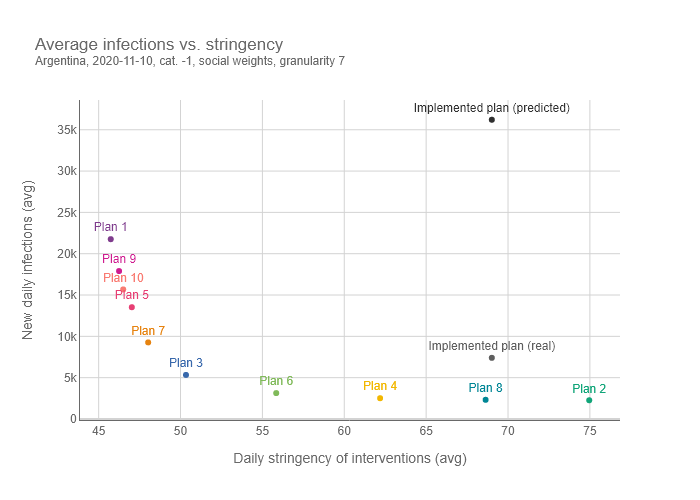 Average infections vs. stringency
Argentina, 2020-11-10, cat. -1, social weights, granularity 7
Implemented plan (predicted)
35k
30k
25k
Plan 1
20k
Plan 9
Plan 10
15k
Plan 5
10k
Plan 7
Implemented plan (real)
Plan 3
5k
Plan 6
Plan 4
Plan 8
Plan 2
0
45
50
55
60
65
70
75
New daily infections (avg)
Daily stringency of interventions (avg)